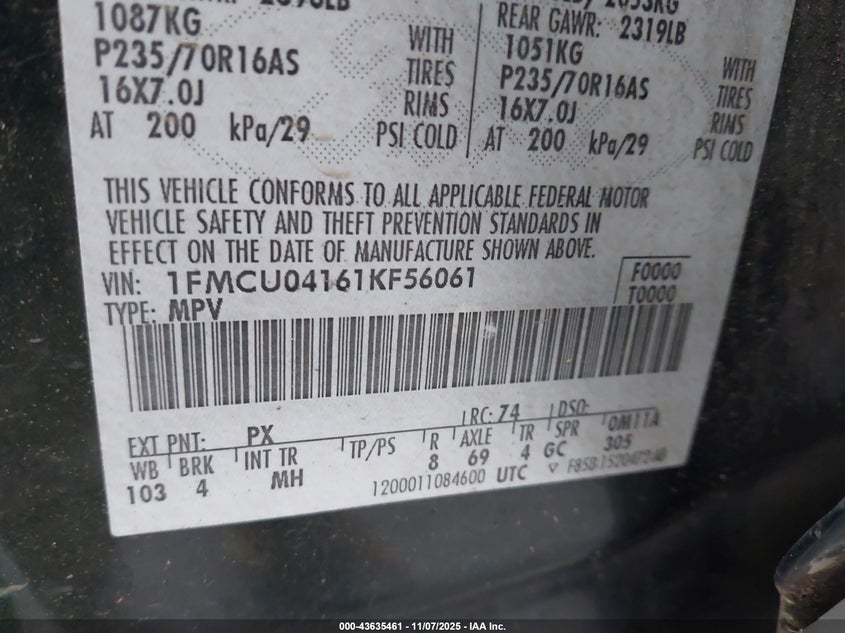 1087KG
P235/70R16AS
16X7.0J
AT 200 kPa/29
WITH
TIRES
RIMS
PSI COLD
REAR GAWR: 2319LB
1051KG
P235/70R16AS
16X7.0J
AT 200 kPa/29
WITH
TIRES
RIMS
PSI COLD
THIS VEHICLE CONFORMS TO ALL APPLICABLE FEDERAL MOTOR
VEHICLE SAFETY AND THEFT PREVENTION STANDARDS IN
EFFECT ON THE DATE OF MANUFACTURE SHOWN ABOVE.
VIN: 1FMCU04161KF56061
F0000
T0000
TYPE: MPV
EXT PNT: PX RC: 74 DSO:
WB BRK INT TR TP/PS R AXLE TR SPR 0M11A
103 4 MH 8 69 4 GC 305
1200011084600 UTC
000-43635461 - 11/07/2025 - IAA Inc.